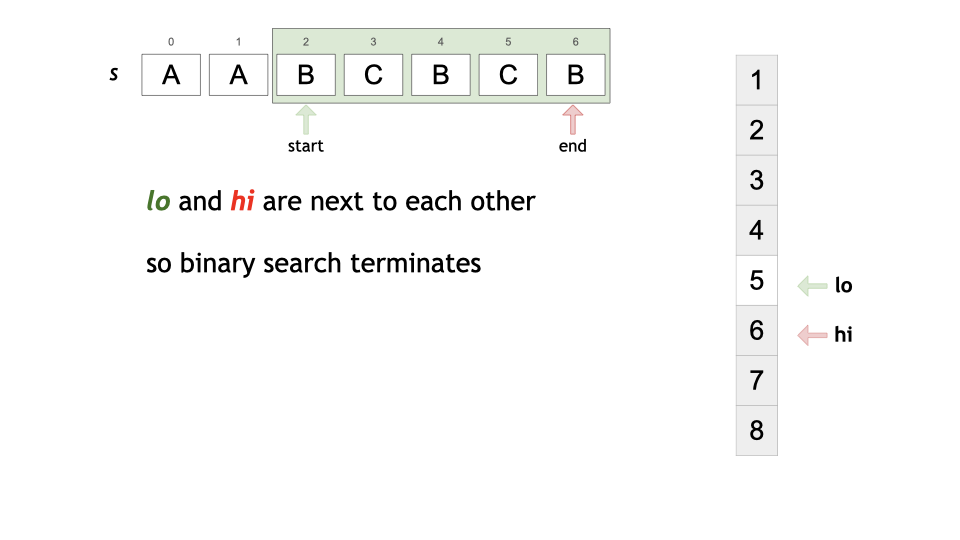 0 1 2 3 4 5 6
s A A B C B C B
start end
lo and hi are next to each other
so binary search terminates
1
2
3
4
5 lo
6 hi
7
8